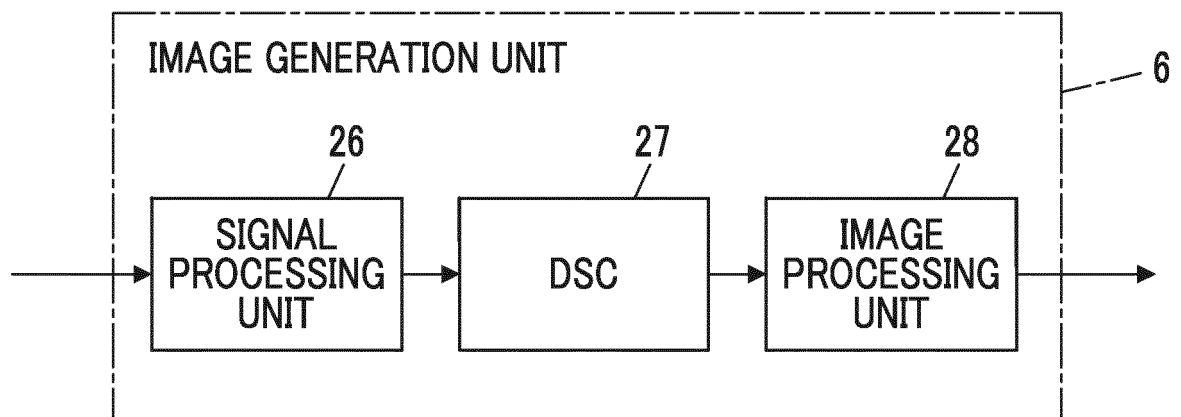 IMAGE GENERATION UNIT
6
26
27
28
SIGNAL
PROCESSING
UNIT
DSC
IMAGE
PROCESSING
UNIT